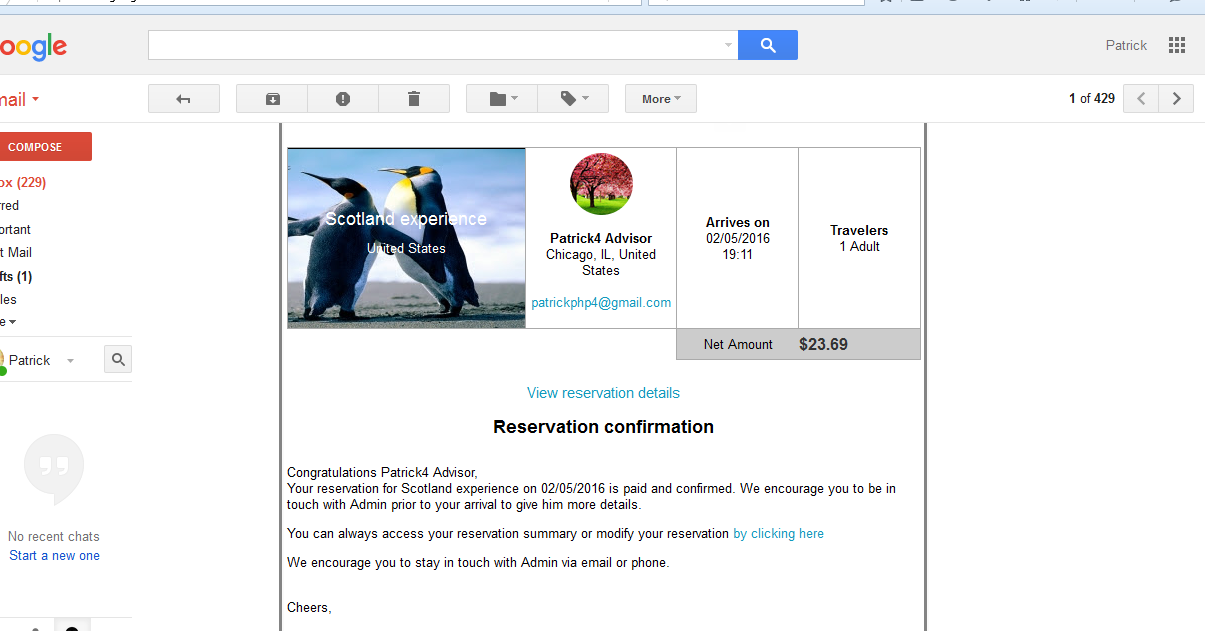 oogle
Patrick
mail
More
1 of 429
COMPOSE
ox (229)
rred
ortant
t Mail
fts (1)
les
e
Patrick
No recent chats
Start a new one
Scotland experience
United States
Patrick4 Advisor
Chicago, IL, United
States
patrickphp4@gmail.com
Arrives on
02/05/2016
19:11
Travelers
1 Adult
Net Amount $23.69
View reservation details
Reservation confirmation
Congratulations Patrick4 Advisor,
Your reservation for Scotland experience on 02/05/2016 is paid and confirmed. We encourage you to be in
touch with Admin prior to your arrival to give him more details.
You can always access your reservation summary or modify your reservation by clicking here
We encourage you to stay in touch with Admin via email or phone.
Cheers,